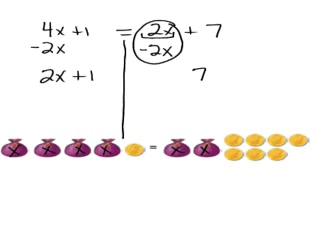 4x + 1 = 2x + 7
-2x -2x
2x + 1 7
x x x x = x x